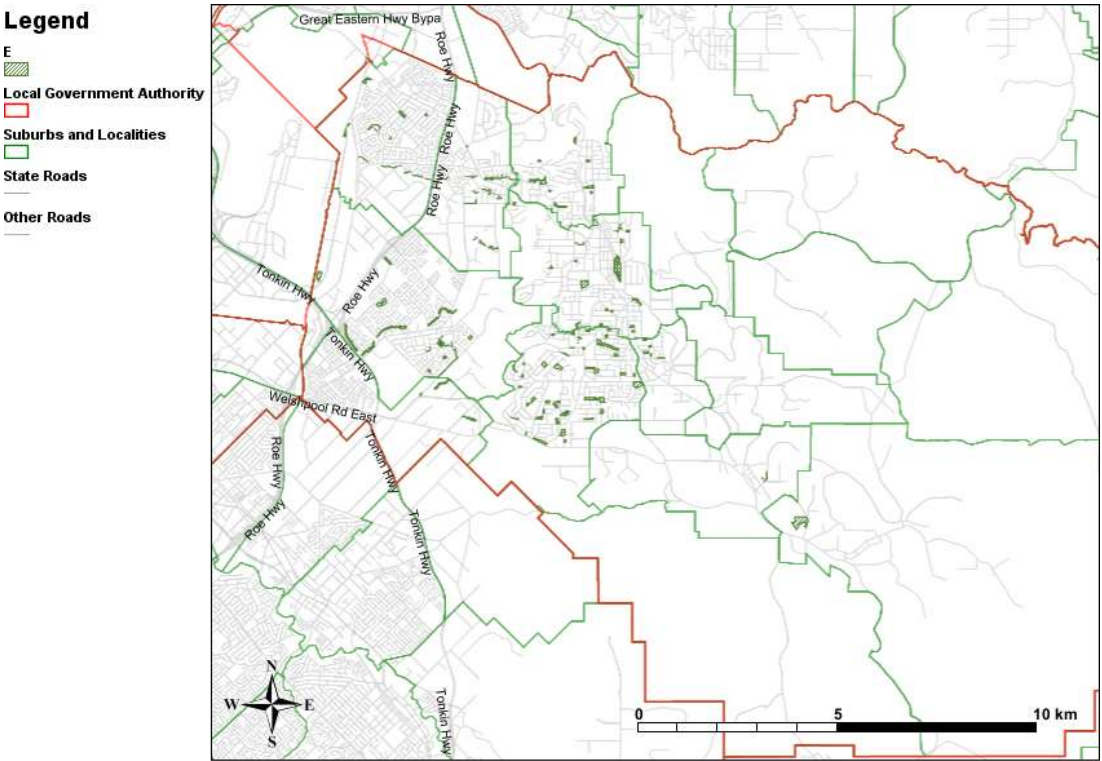 Legend
E
Local Government Authority
Suburbs and Localities
State Roads
Other Roads
Great Eastern Hwy Bypa
Roe Hwy
Roe Hwy
Roe Hwy
Tonkin Hwy
Roe Hwy
Tonkin Hwy
Welshpool Rd East
Roe Hwy
Tonkin Hwy
Roe Hwy
Tonkin Hwy
Tonkin Hwy
N
W E
S
0 5 10 km